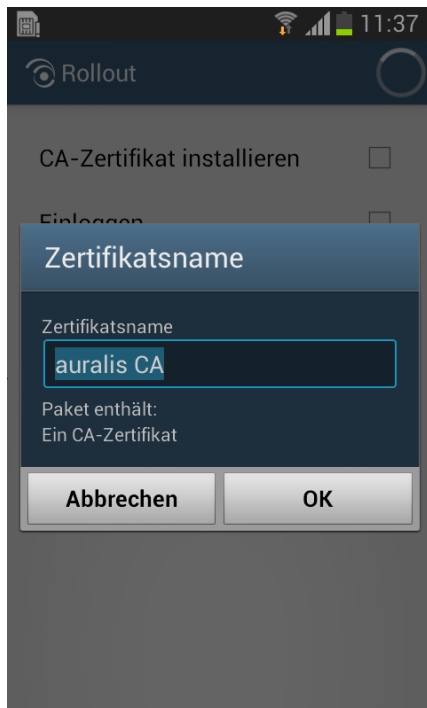 11:37
Rollout
CA-Zertifikat installieren
Einloggen
Zertifikatsname
Zertifikatsname
auralis CA
Paket enthält:
Ein CA-Zertifikat
Abbrechen
OK